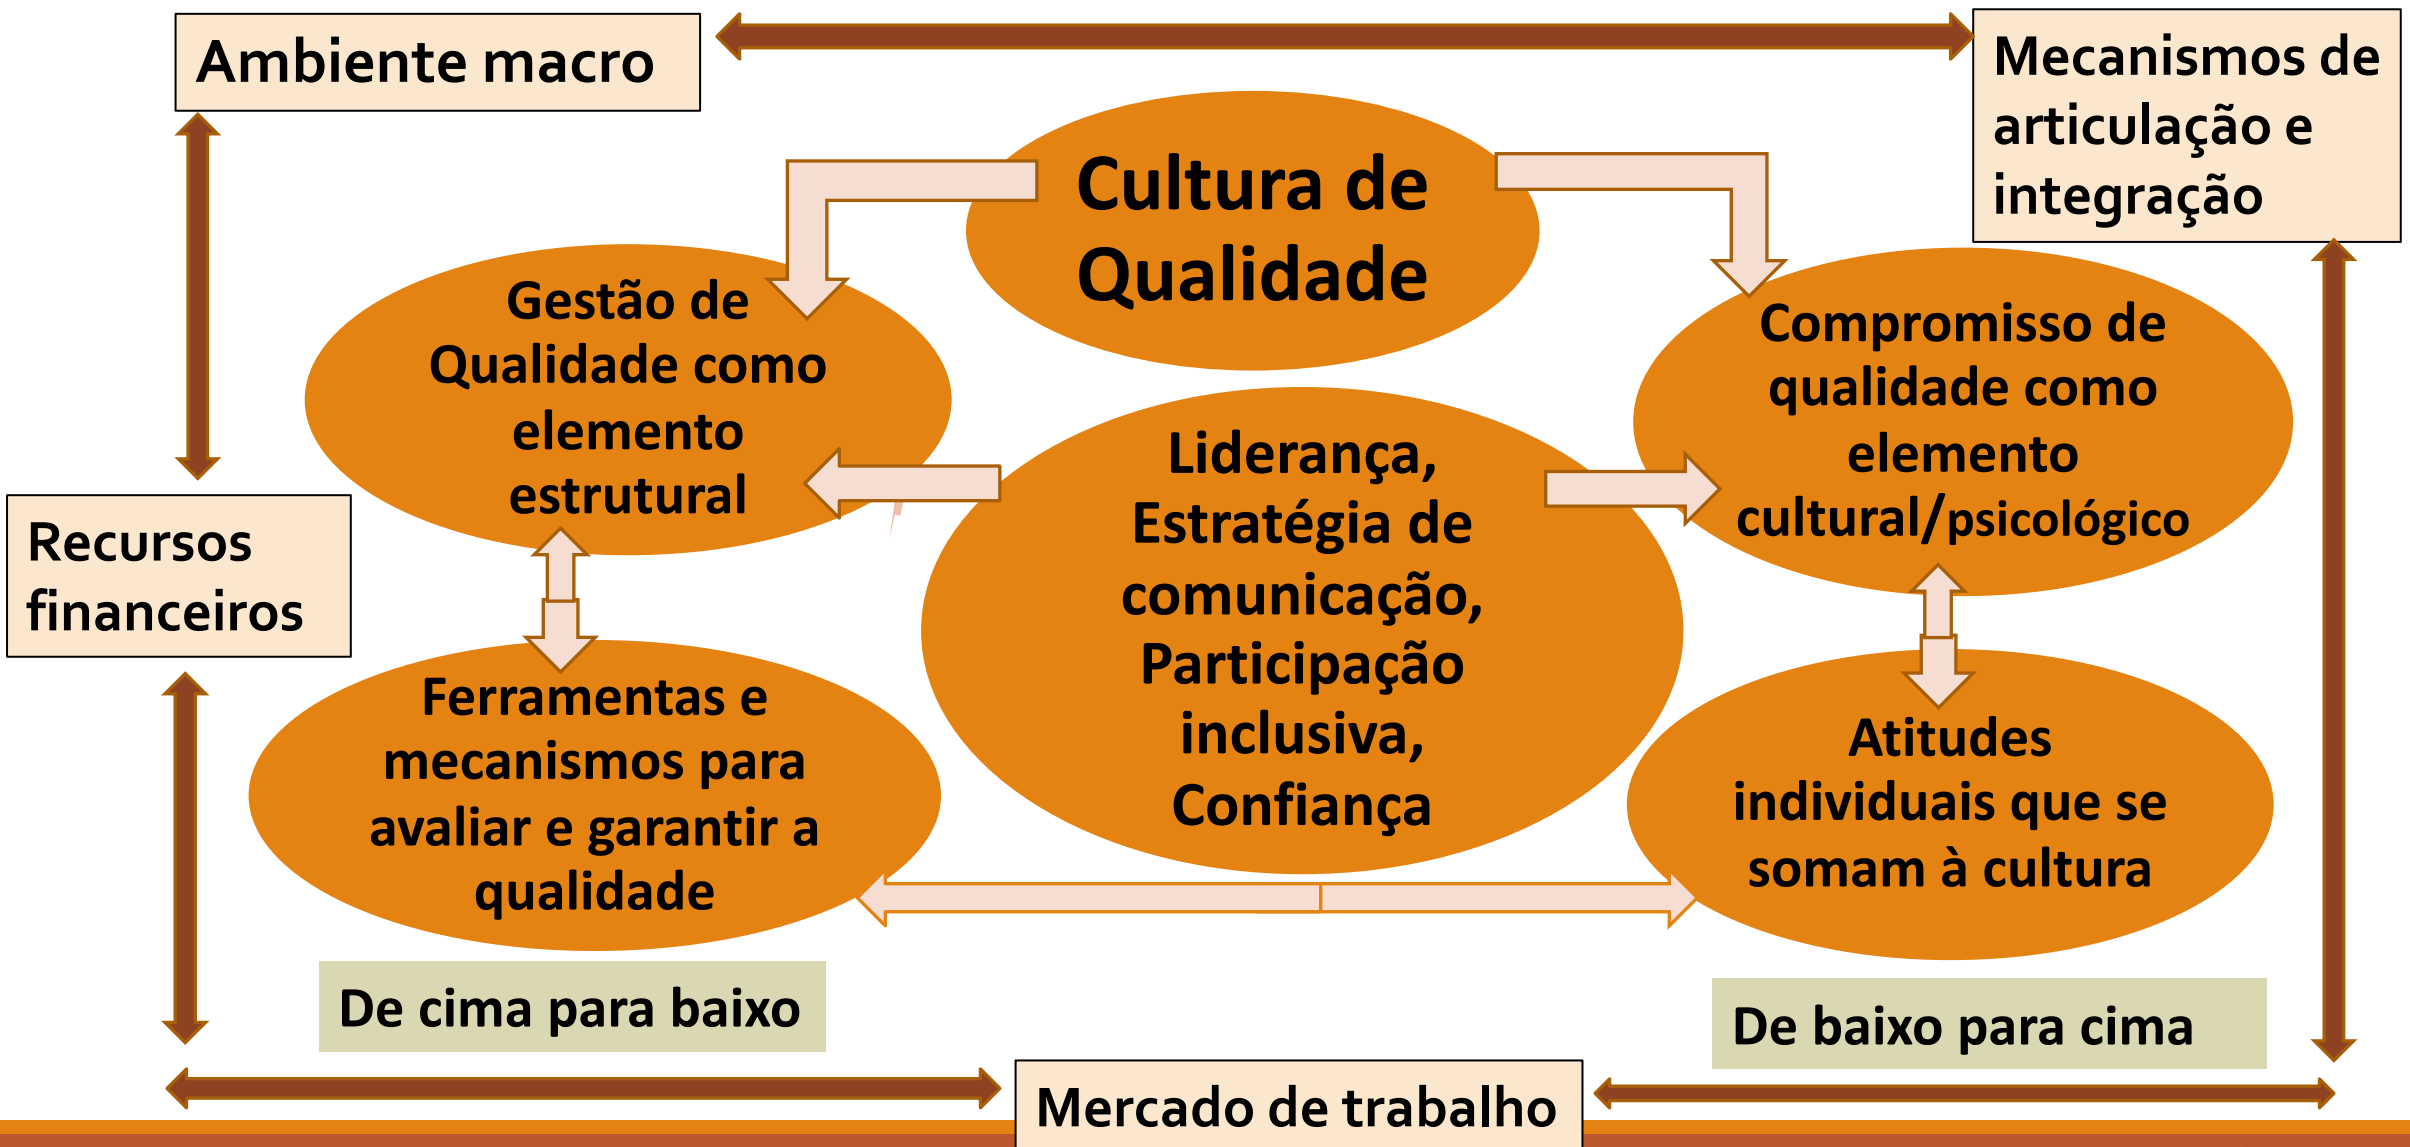 Ambiente macro
Mecanismos de
articulação e
integração
Cultura de
Qualidade
Gestão de
Qualidade como
elemento
estrutural
Compromisso de
qualidade como
elemento
cultural/psicológico
Liderança,
Estratégia de
comunicação,
Participação
inclusiva,
Confiança
Recursos
financeiros
Ferramentas e
mecanismos para
avaliar e garantir a
qualidade
Atitudes
individuais que se
somam à cultura
De cima para baixo
De baixo para cima
Mercado de trabalho